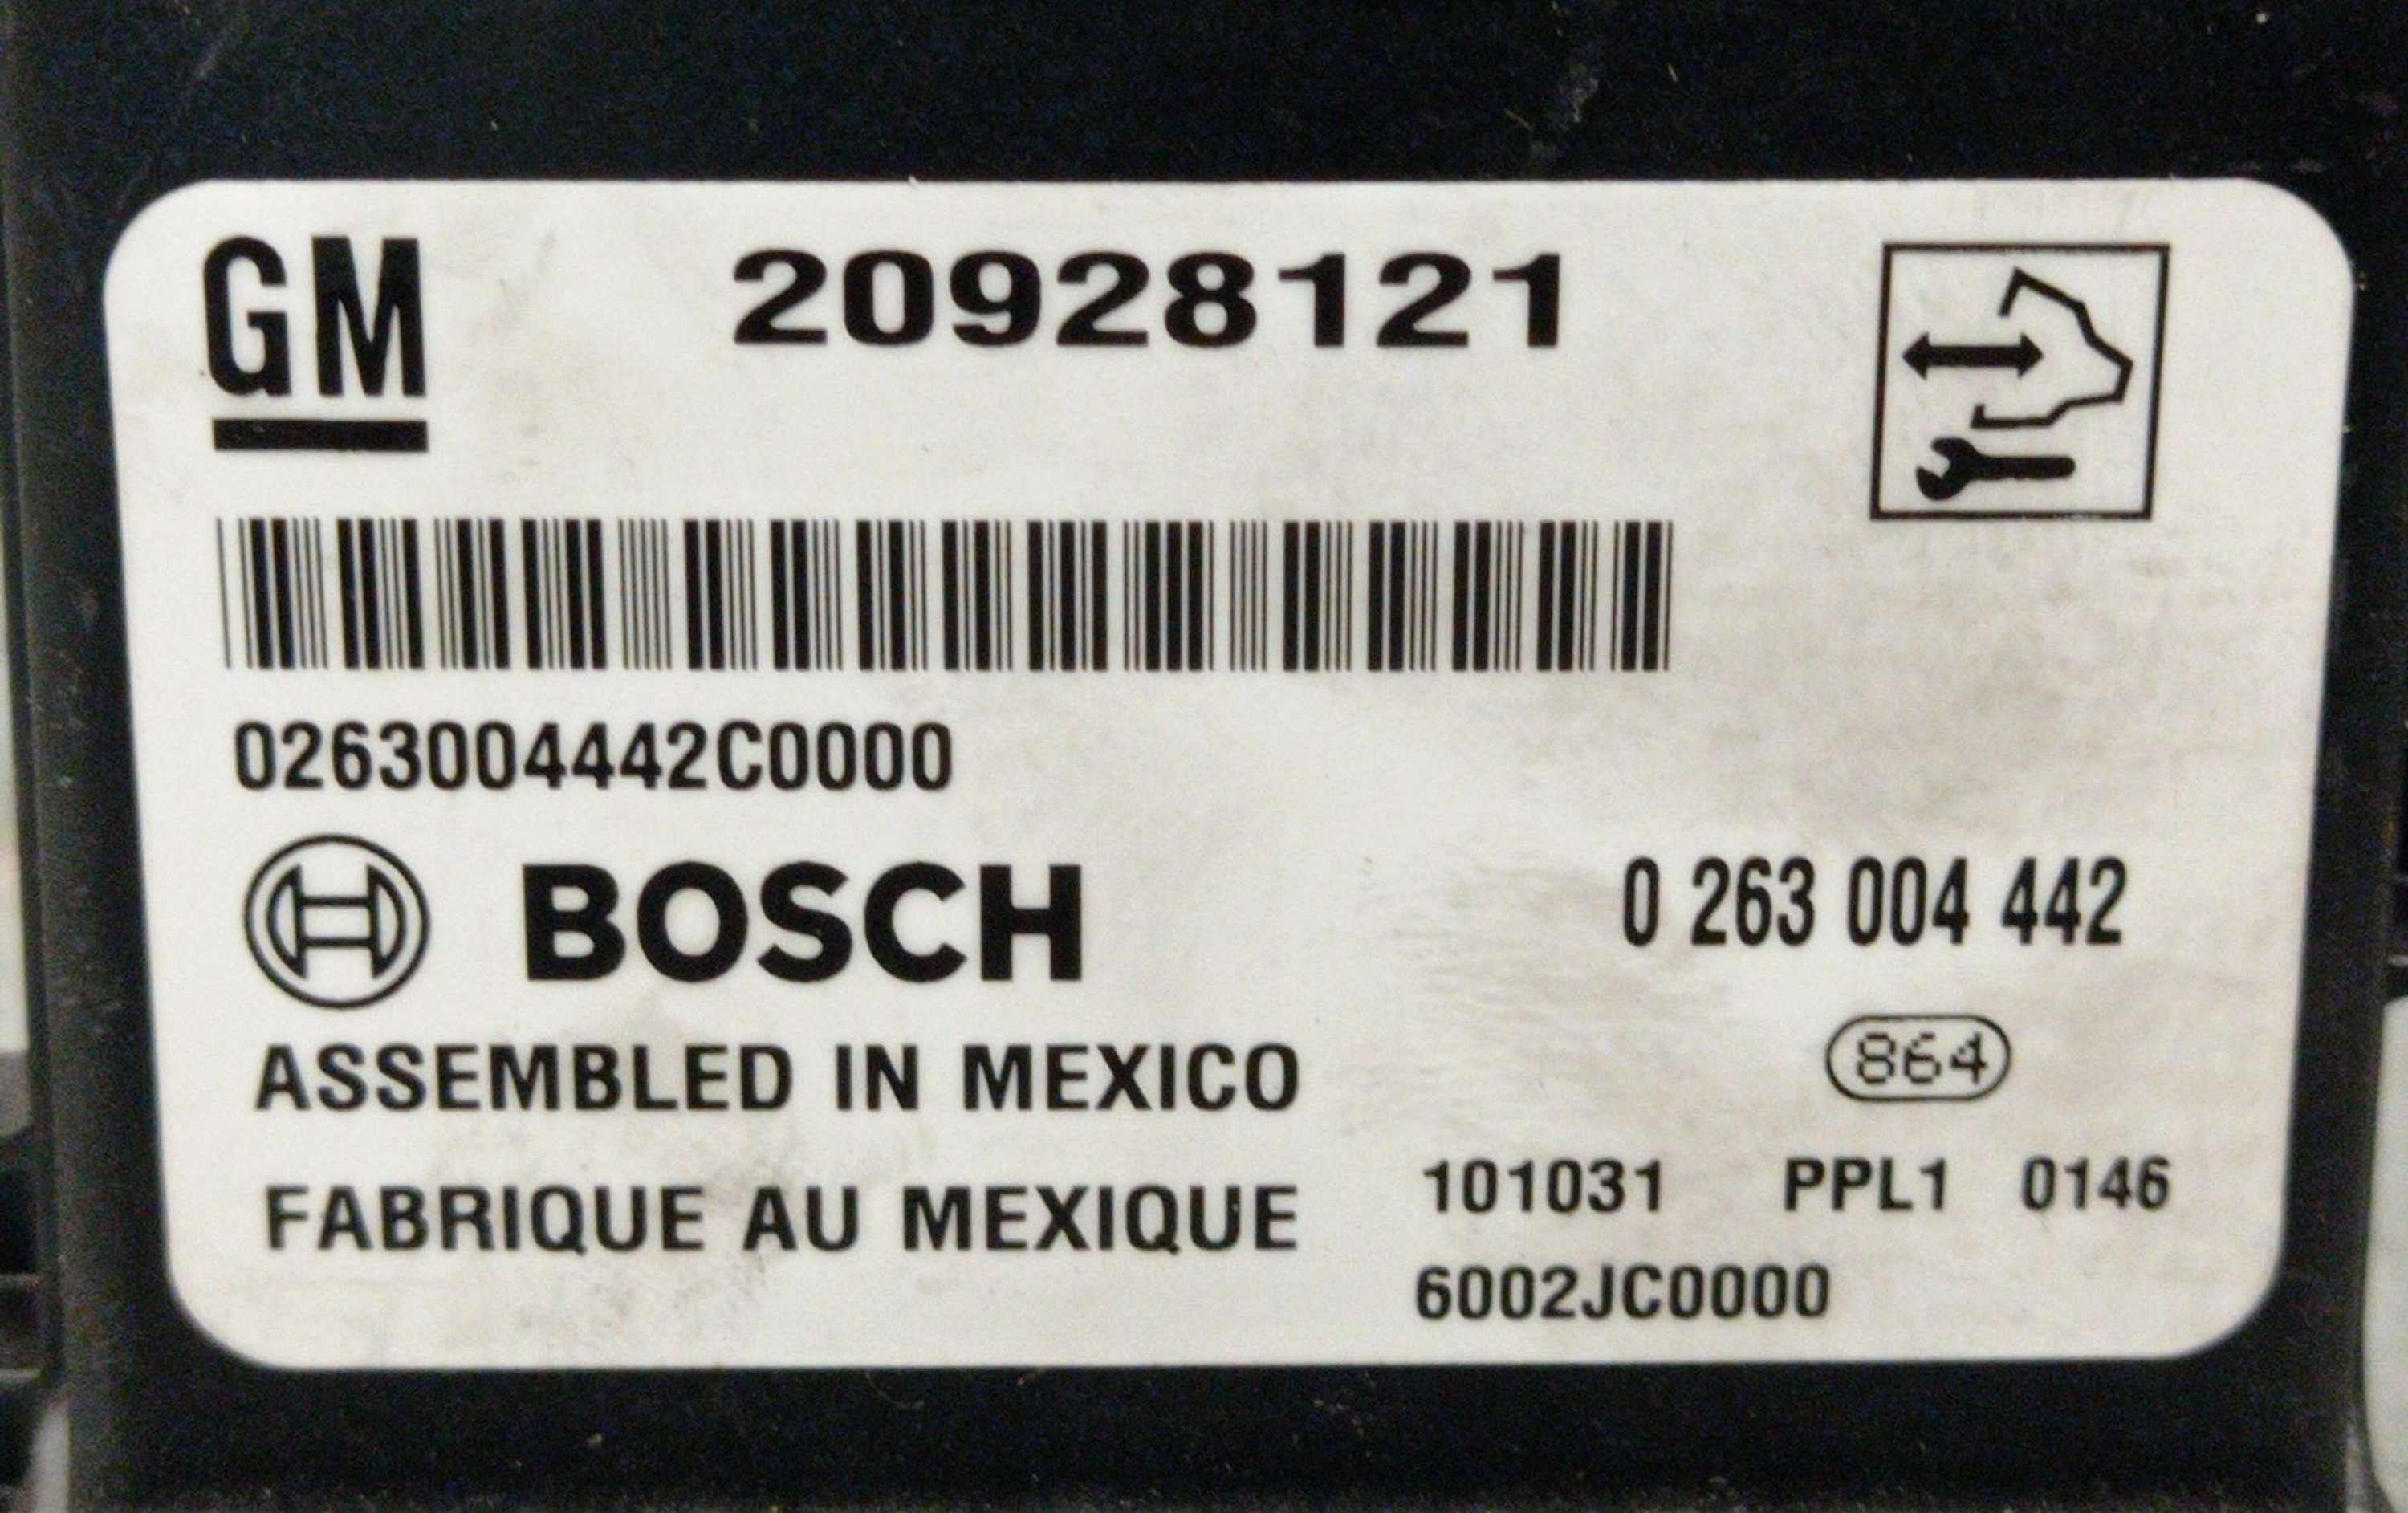 GM 20928121
0263004442C0000
BOSCH 0 263 004 442
864
ASSEMBLED IN MEXICO
FABRIQUE AU MEXIQUE
101031 PPL1 0146
6002JC0000